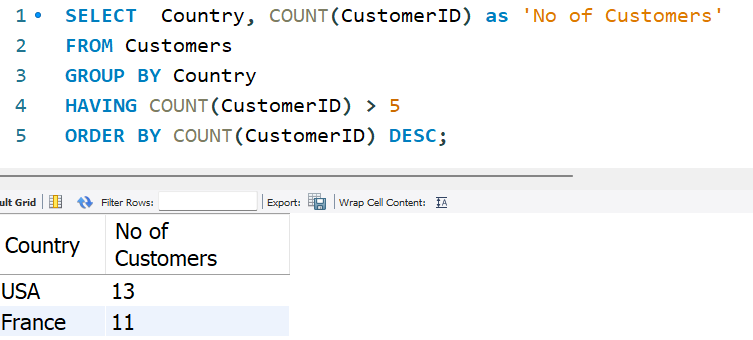 1 SELECT  Country, COUNT(CustomerID) as 'No of Customers'
2 FROM Customers
3 GROUP BY Country
4 HAVING COUNT(CustomerID) > 5
5 ORDER BY COUNT(CustomerID) DESC;
ult Grid Filter Rows: Export: Wrap Cell Content: IA
Country No of
Customers
USA 13
France 11